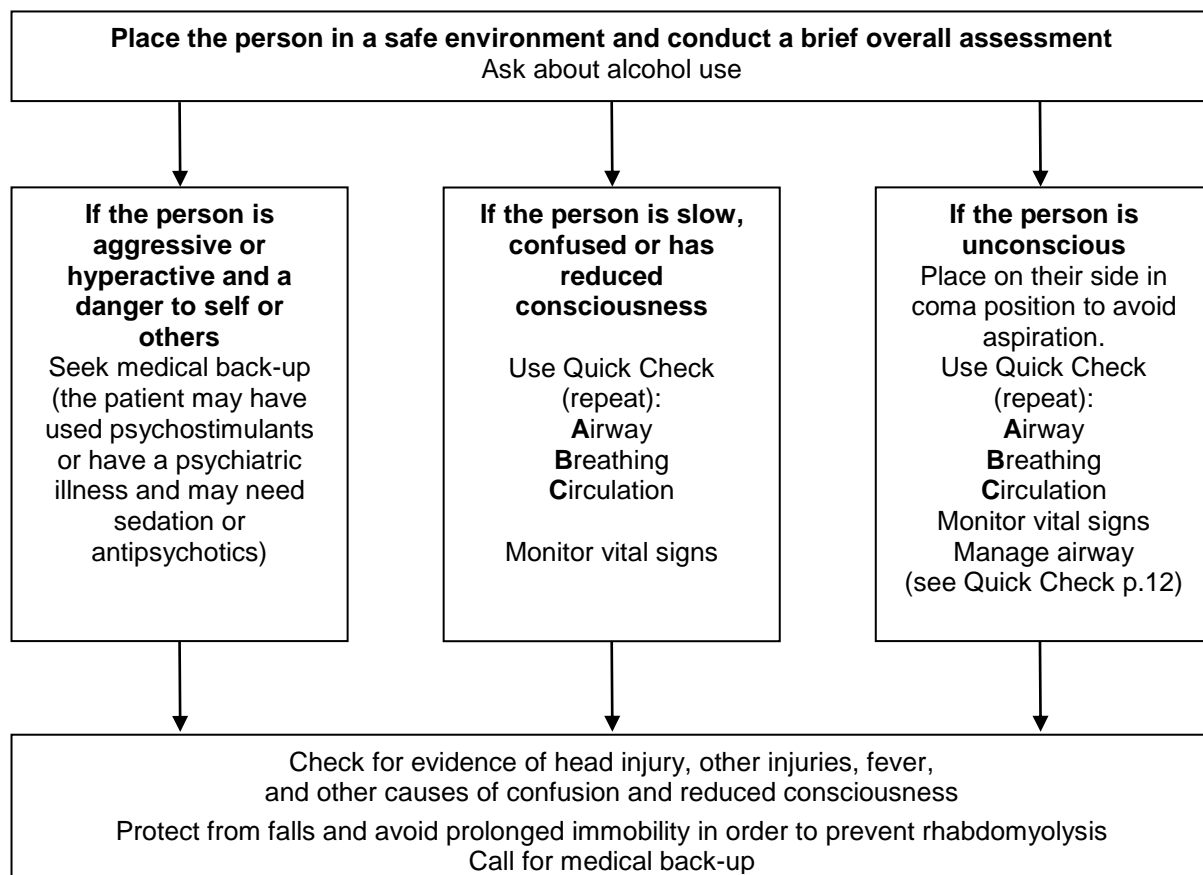 Place the person in a safe environment and conduct a brief overall assessment
Ask about alcohol use
If the person is
aggressive or
hyperactive and a
danger to self or
others
Seek medical back-up
(the patient may have
used psychostimulants
or have a psychiatric
illness and may need
sedation or
antipsychotics)
If the person is slow,
confused or has
reduced
consciousness
Use Quick Check
(repeat):
Airway
Breathing
Circulation
Monitor vital signs
If the person is
unconscious
Place on their side in
coma position to avoid
aspiration.
Use Quick Check
(repeat):
Airway
Breathing
Circulation
Monitor vital signs
Manage airway
(see Quick Check p.12)
Check for evidence of head injury, other injuries, fever,
and other causes of confusion and reduced consciousness
Protect from falls and avoid prolonged immobility in order to prevent rhabdomyolysis
Call for medical back-up